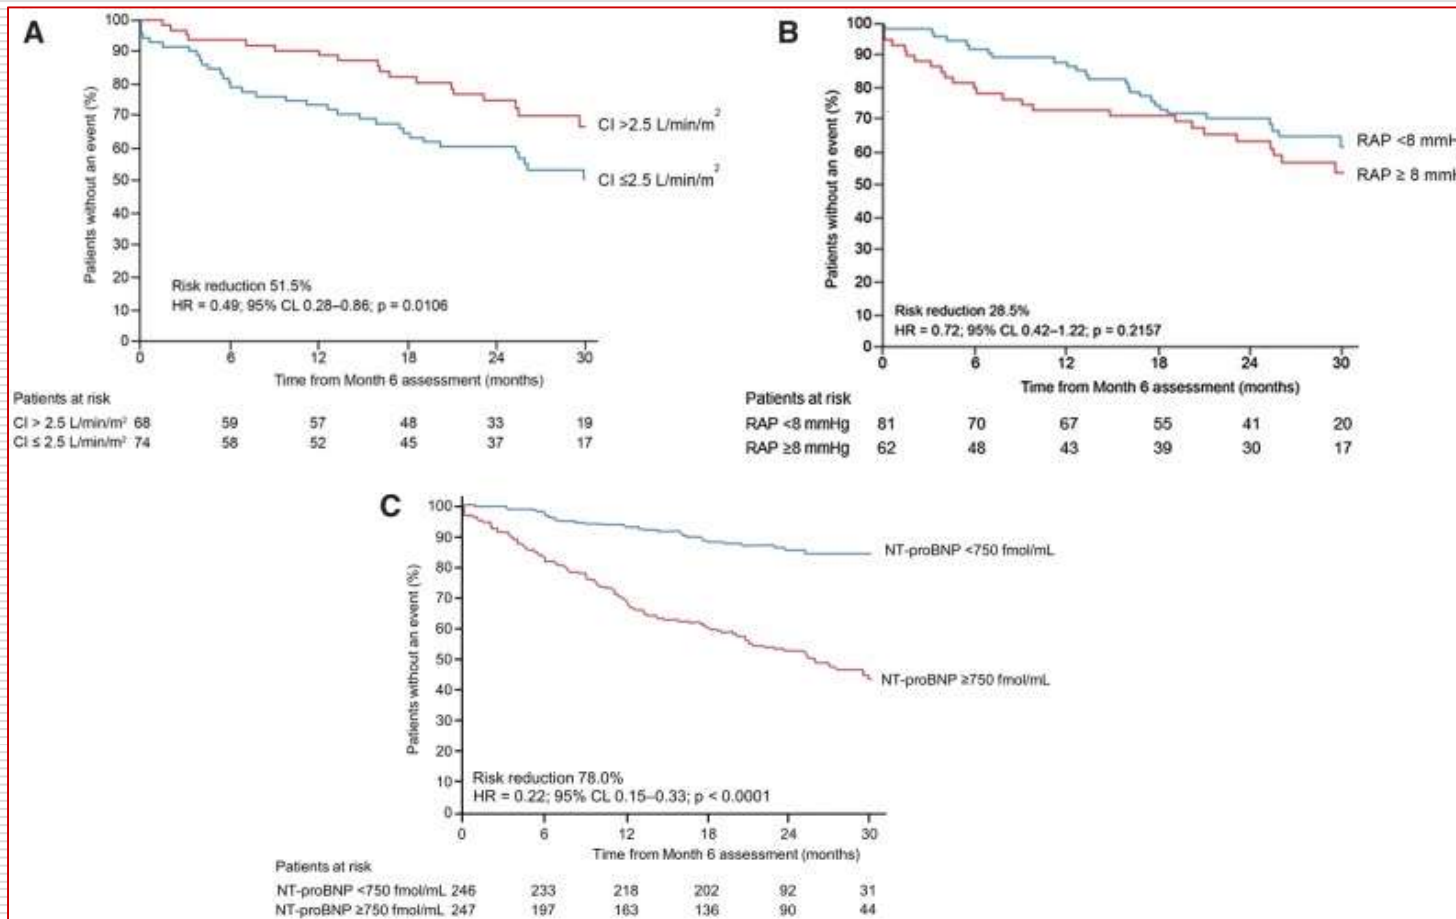 A
Patients without an event (%)
100
90
80
70
60
50
40
30
20
10
0
CI >2.5 L/min/m²
CI ≤2.5 L/min/m²
Risk reduction 51.5%
HR = 0.49; 95% CL 0.28–0.86; p = 0.0106
0 6 12 18 24 30
Time from Month 6 assessment (months)
Patients at risk
CI > 2.5 L/min/m² 68 59 57 48 33 19
CI ≤ 2.5 L/min/m² 74 58 52 45 37 17
B
Patients without an event (%)
100
90
80
70
60
50
40
30
20
10
0
RAP <8 mmH
RAP ≥ 8 mmH
Risk reduction 28.5%
HR = 0.72; 95% CL 0.42–1.22; p = 0.2157
0 6 12 18 24 30
Time from Month 6 assessment (months)
Patients at risk
RAP <8 mmHg 81 70 67 55 41 20
RAP ≥8 mmHg 62 48 43 39 30 17
C
Patients without an event (%)
100
90
80
70
60
50
40
30
20
10
0
NT-proBNP <750 fmol/mL
NT-proBNP ≥750 fmol/mL
Risk reduction 78.0%
HR = 0.22; 95% CL 0.15–0.33; p < 0.0001
0 6 12 18 24 30
Time from Month 6 assessment (months)
Patients at risk
NT-proBNP <750 fmol/mL 246 233 218 202 92 31
NT-proBNP ≥750 fmol/mL 247 197 163 136 90 44